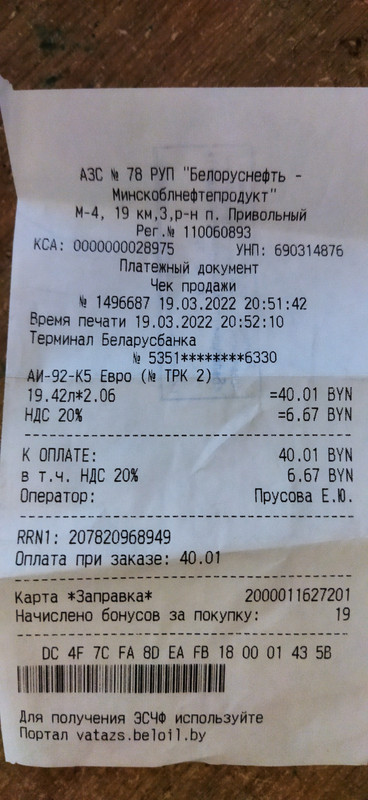 АЗС № 78 РУП "Белоруснефть -
Минскоблнефтепродукт"
М-4, 19 км,3,р-н п. Привольный
Рег.№ 110060893
КСА: 0000000028975 УНП: 690314876
Платежный документ
Чек продажи
№ 1496687 19.03.2022 20:51:42
Время печати 19.03.2022 20:52:10
Терминал Беларусбанка
№ 5351********6330
АИ-92-К5 Евро (№ ТРК 2)
19.42л*2.06 =40.01 BYN
НДС 20% =6.67 BYN
К ОПЛАТЕ: 40.01 BYN
в т.ч. НДС 20% 6.67 BYN
Оператор: Прусова Е.Ю.
RRN1: 207820968949
Оплата при заказе: 40.01
Карта *Заправка* 2000011627201
Начислено бонусов за покупку: 19
DC 4F 7C FA 8D EA FB 18 00 01 43 5B
Для получения ЭСЧФ используйте
Портал vatazs.beloil.by